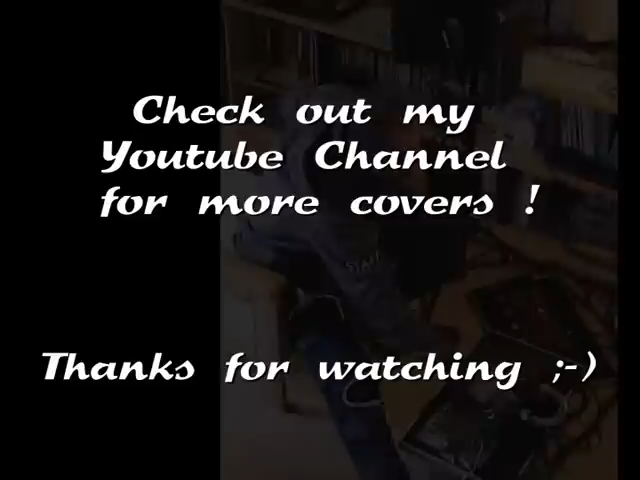 Check out my
Youtube Channel
for more covers !
Thanks for watching ;-)